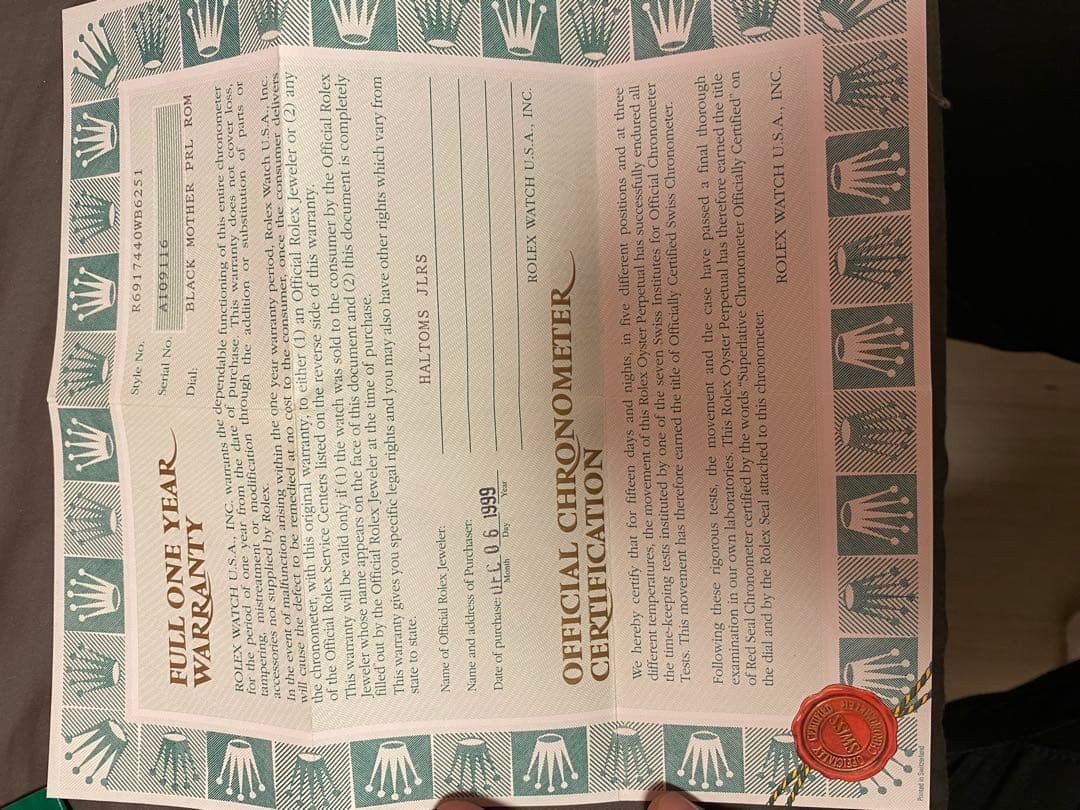 FULL ONE YEAR
WARRANTY
Style No. R6917440WB6251
Serial No. A109116
Dial: BLACK MOTHER PRL ROM
ROLEX WATCH U.S.A., INC. warrants the dependable functioning of this entire chronometer
for the period of one year from the date of purchase. This warranty does not cover loss,
tampering, mistreatment or modification through the addition or substitution of parts or
accessories not supplied by Rolex.
In the event of malfunction arising within the one year warranty period, Rolex Watch U.S.A., Inc.
will cause the defect to be remedied at no cost to the consumer, once the consumer delivers
the chronometer, with this original warranty, to either (1) an Official Rolex Jeweler or (2) any
of the Official Rolex Service Centers listed on the reverse side of this warranty.
This warranty will be valid only if (1) the watch was sold to the consumer by the Official Rolex
Jeweler whose name appears on the face of this document and (2) this document is completely
filled out by the Official Rolex Jeweler at the time of purchase.
This warranty gives you specific legal rights and you may also have other rights which vary from
state to state.
HALTOMS JLRS
Name of Official Rolex Jeweler:
Name and address of Purchaser:
Date of purchase: DEC 06 1999
Month Day Year
ROLEX WATCH U.S.A., INC.
OFFICIAL CHRONOMETER
CERTIFICATION
We hereby certify that for fifteen days and nights, in five different positions and at three
different temperatures, the movement of this Rolex Oyster Perpetual has successfully endured all
the time-keeping tests instituted by one of the seven Swiss Institutes for Official Chronometer
Tests. This movement has therefore earned the title of Officially Certified Swiss Chronometer.
Following these rigorous tests, the movement and the case have passed a final thorough
examination in our own laboratories. This Rolex Oyster Perpetual has therefore earned the title
of Red Seal Chronometer certified by the words "Superlative Chronometer Officially Certified" on
the dial and by the Rolex Seal attached to this chronometer.
ROLEX WATCH U.S.A., INC.
OFFICIALLY CERTIFIED CHRONOMETER
SWISS
Printed in Switzerland